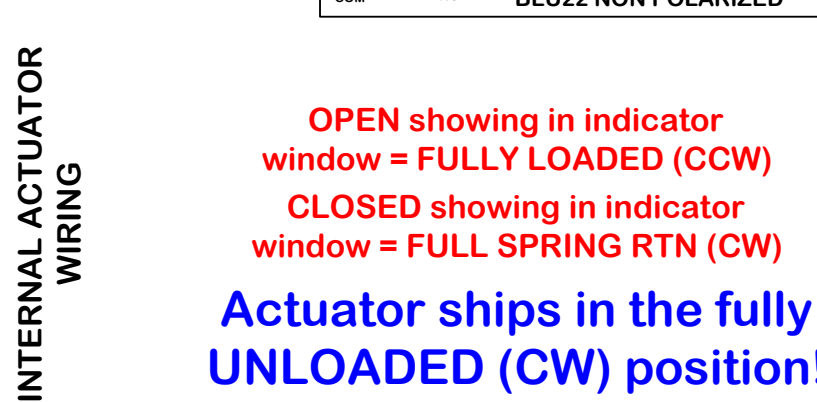 BLU22 NON POLARIZED
INTERNAL ACTUATOR
WIRING
OPEN showing in indicator
window = FULLY LOADED (CCW)
CLOSED showing in indicator
window = FULL SPRING RTN (CW)
Actuator ships in the fully
UNLOADED (CW) position!